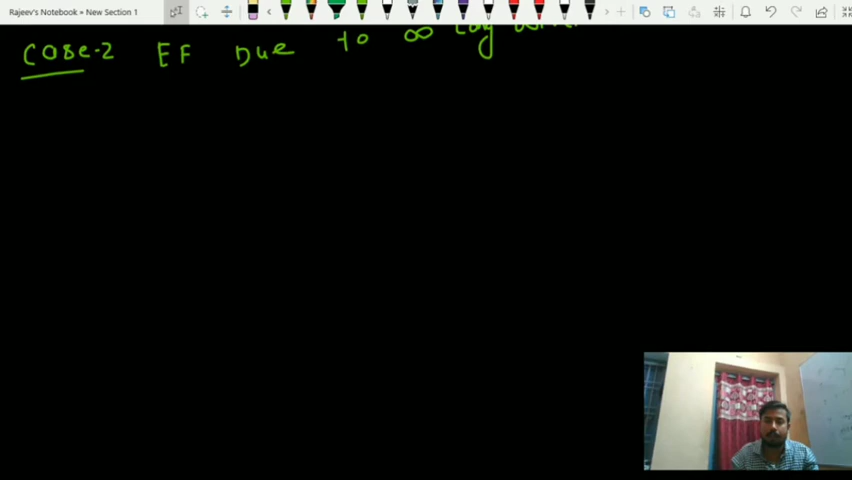 Rajeev's Notebook > New Section 1
Case-2 EF Due to ∞